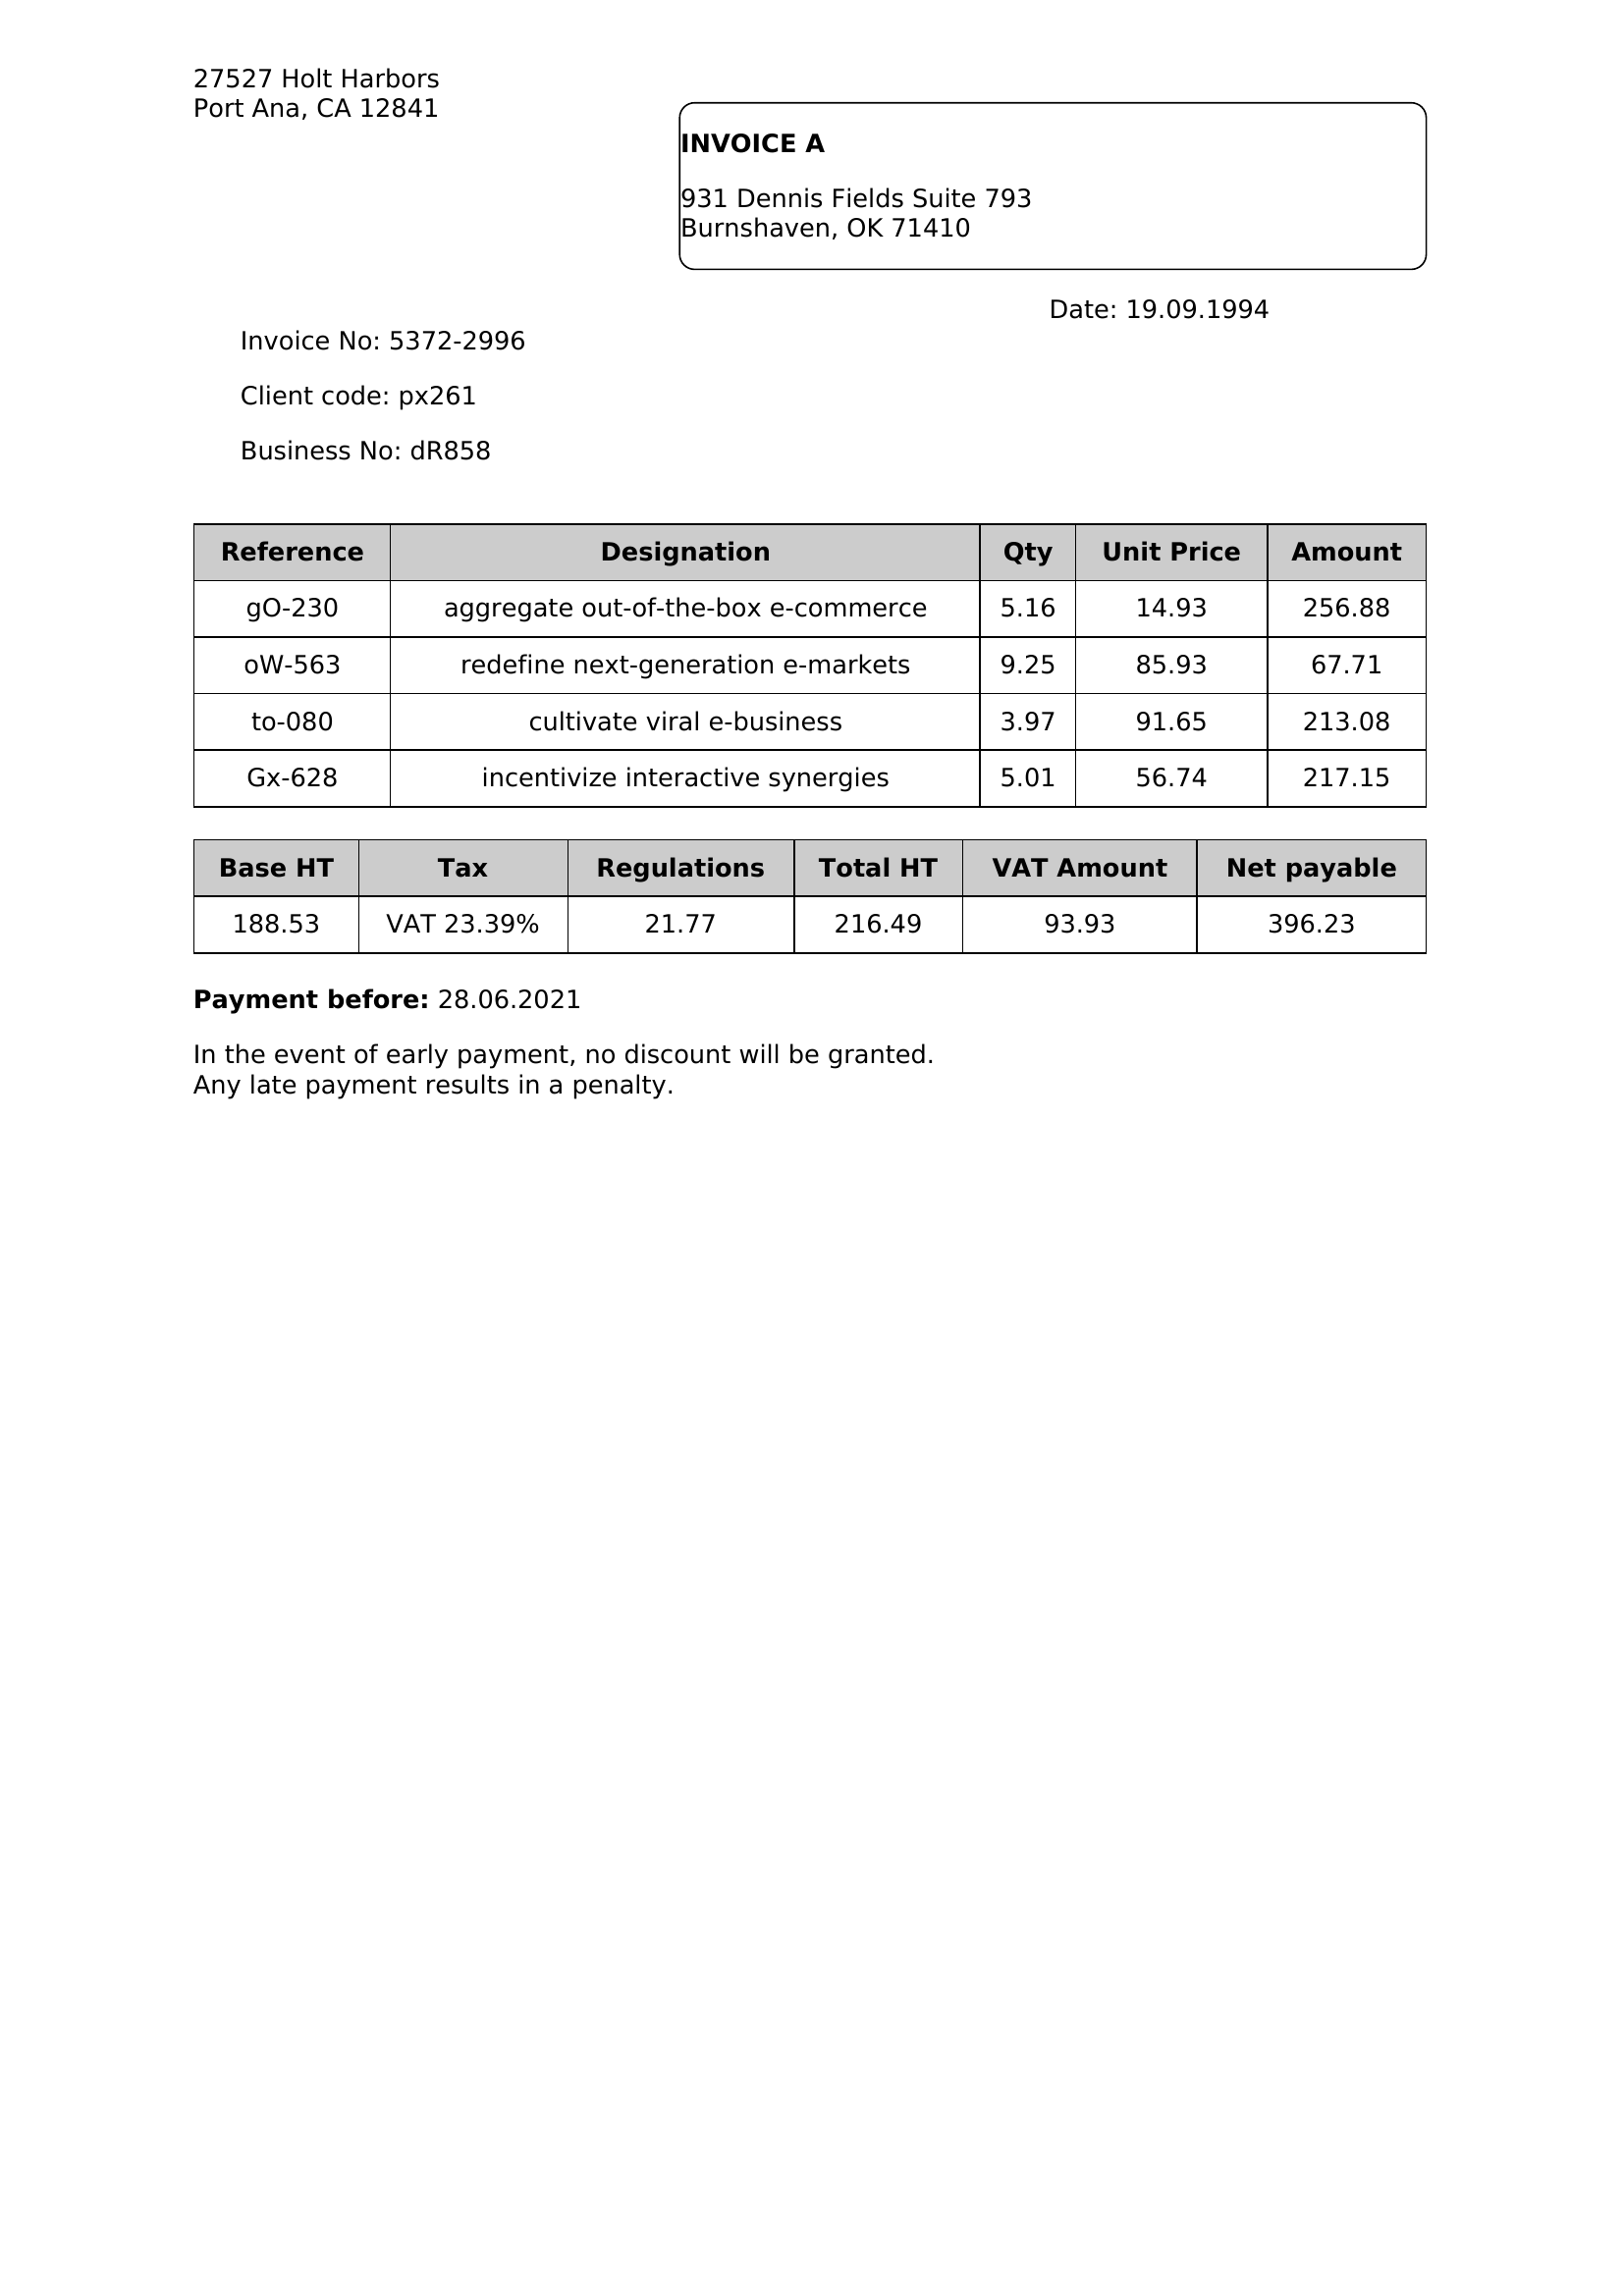 27527 Holt Harbors
Port Ana, CA 12841
INVOICE A
931 Dennis Fields Suite 793
Burnshaven, OK 71410
Date: 19.09.1994
Invoice No: 5372-2996
Client code: px261
Business No: dR858
Reference Designation Qty Unit Price Amount
gO-230 aggregate out-of-the-box e-commerce 5.16 14.93 256.88
oW-563 redefine next-generation e-markets 9.25 85.93 67.71
to-080 cultivate viral e-business 3.97 91.65 213.08
Gx-628 incentivize interactive synergies 5.01 56.74 217.15
Base HT Tax Regulations Total HT VAT Amount Net payable
188.53 VAT 23.39% 21.77 216.49 93.93 396.23
Payment before: 28.06.2021
In the event of early payment, no discount will be granted.
Any late payment results in a penalty.